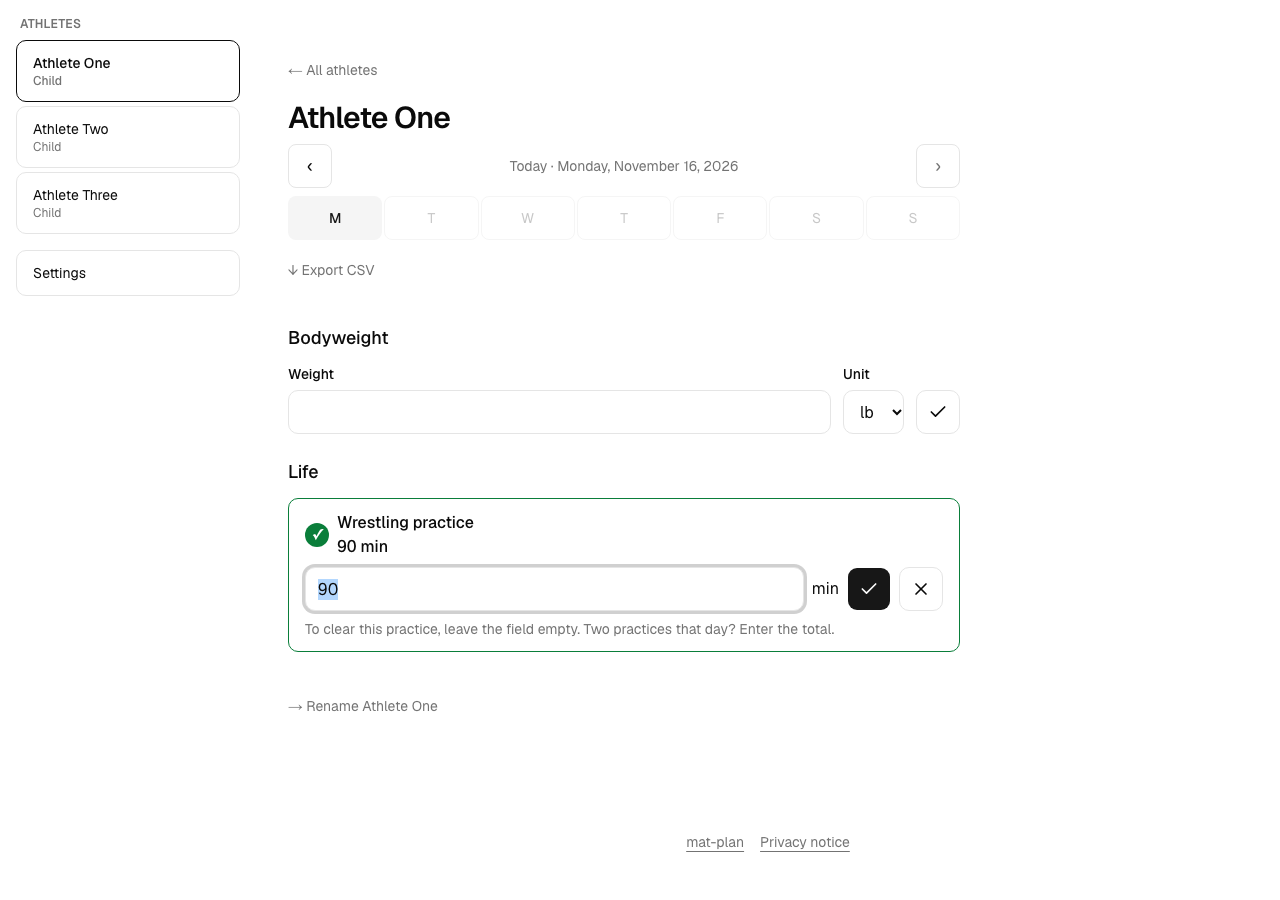 ATHLETES
Athlete One
Child
Athlete Two
Child
Athlete Three
Child
Settings
← All athletes
Athlete One
‹ Today · Monday, November 16, 2026 ›
M T W T F S S
↓ Export CSV
Bodyweight
Weight Unit
lb
Life
Wrestling practice
90 min
90 min
To clear this practice, leave the field empty. Two practices that day? Enter the total.
→ Rename Athlete One
mat-plan Privacy notice